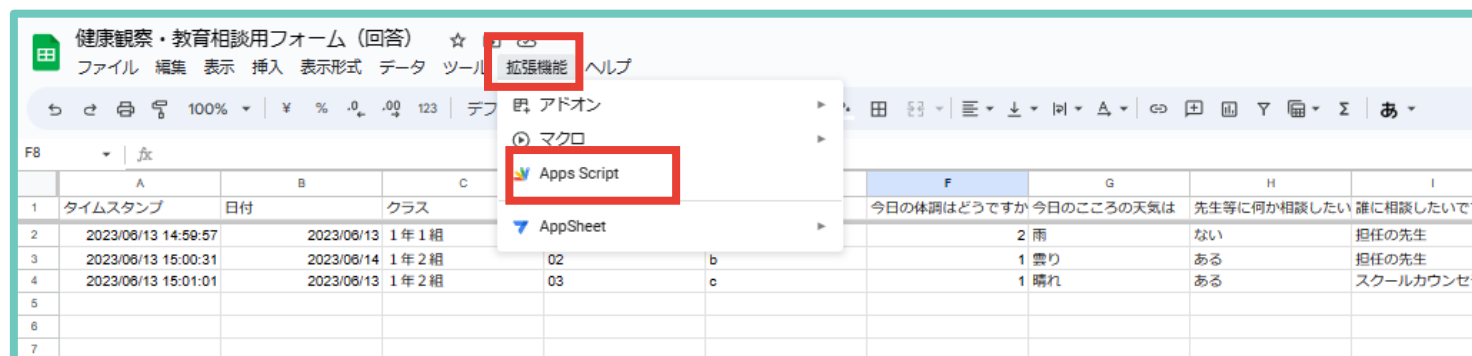 健康観察・教育相談用フォーム（回答）
ファイル 編集 表示 挿入 表示形式 データ ツール 拡張機能 ヘルプ
100% ¥ % .0 .00 123 デフ あ
アドオン
マクロ
Apps Script
AppSheet
F8 fx
A B C F G H I
1 タイムスタンプ 日付 クラス 今日の体調はどうですか 今日のこころの天気は 先生等に何か相談したい 誰に相談したいで
2 2023/06/13 14:59:57 2023/06/13 １年１組 2 雨 ない 担任の先生
3 2023/06/13 15:00:31 2023/06/14 １年２組 02 b 1 曇り ある 担任の先生
4 2023/06/13 15:01:01 2023/06/13 １年２組 03 c 1 晴れ ある スクールカウンセ
5
6
7